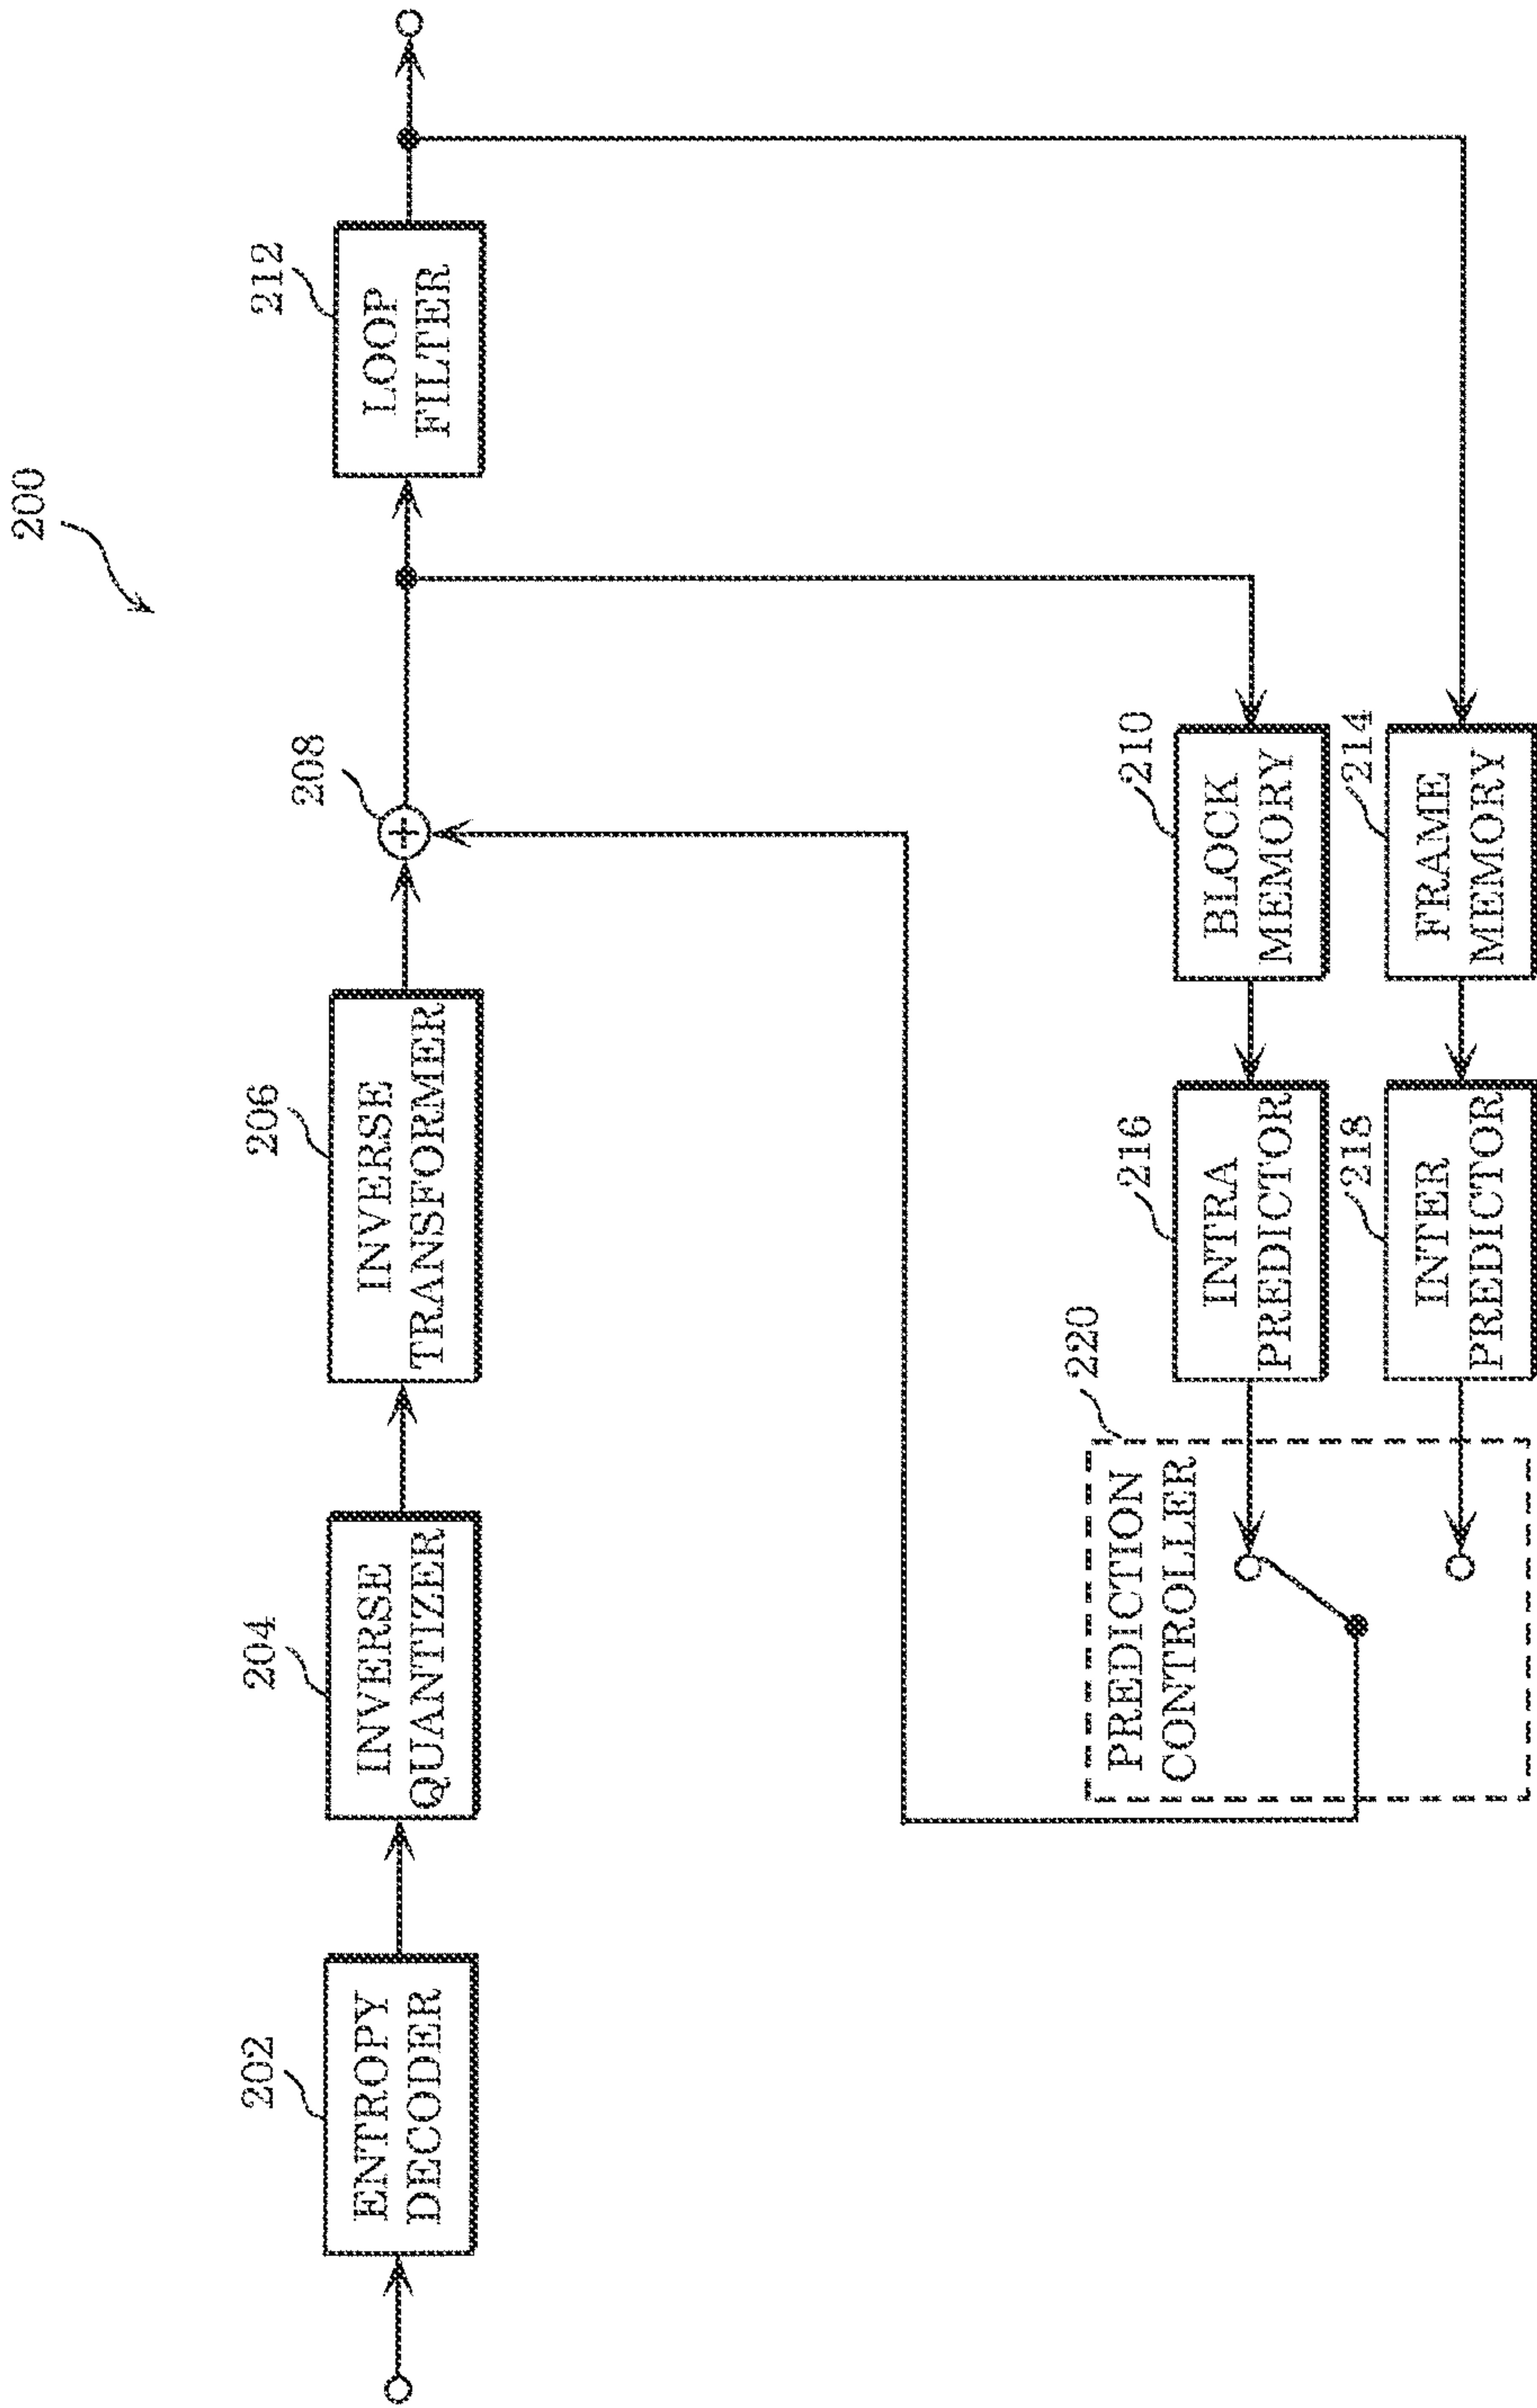 200
202
ENTROPY
DECODER
204
INVERSE
QUANTIZER
206
INVERSE
TRANSFORMER
208
+
212
LOOP
FILTER
220
PREDICTION
CONTROLLER
216
INTRA
PREDICTOR
210
BLOCK
MEMORY
218
INTER
PREDICTOR
214
FRAME
MEMORY